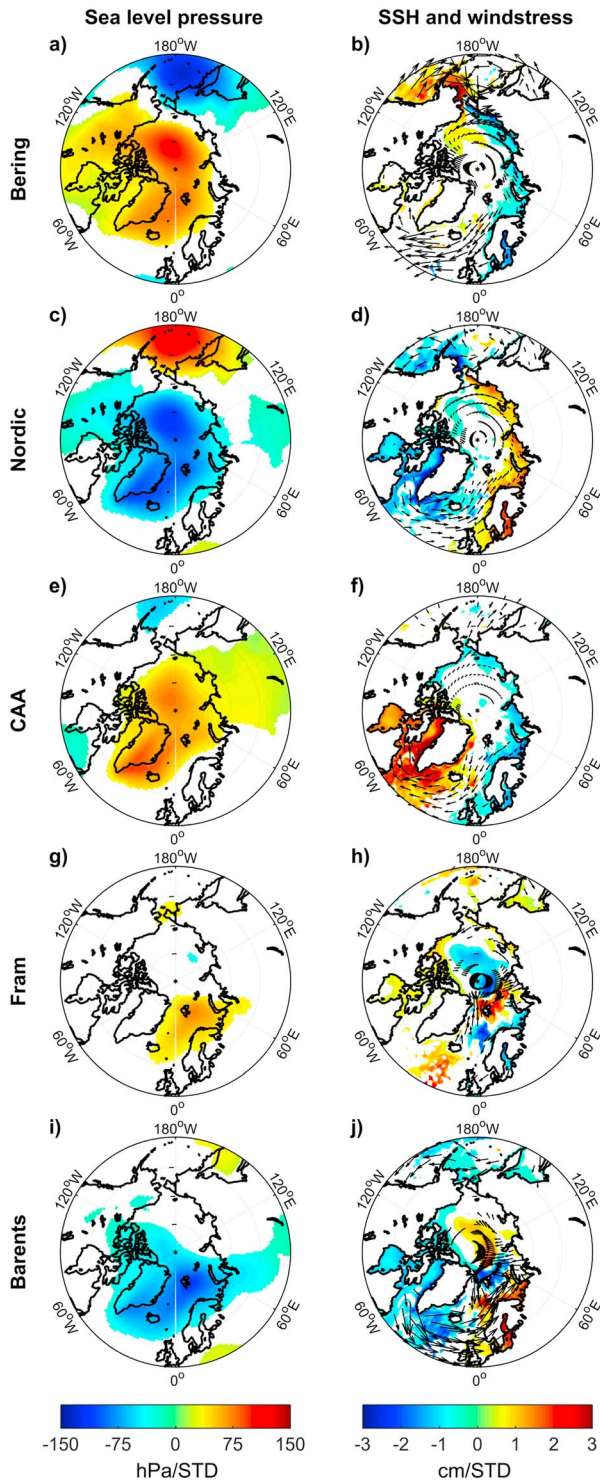 Sea level pressure
SSH and windstress
a)
180°W
b)
180°W
120°W
120°E
120°W
120°E
Bering
60°W
60°E
60°W
60°E
0°
0°
c)
180°W
d)
180°W
120°W
120°E
120°W
120°E
Nordic
60°W
60°E
60°W
60°E
0°
0°
e)
180°W
f)
180°W
120°W
120°E
120°W
120°E
CAA
60°W
60°E
60°W
60°E
0°
0°
g)
180°W
h)
180°W
120°W
120°E
120°W
120°E
Fram
60°W
60°E
60°W
60°E
0°
0°
i)
180°W
j)
180°W
120°W
120°E
120°W
120°E
Barents
60°W
60°E
60°W
60°E
0°
0°
-150 -75 0 75 150
hPa/STD
-3 -2 -1 0 1 2 3
cm/STD